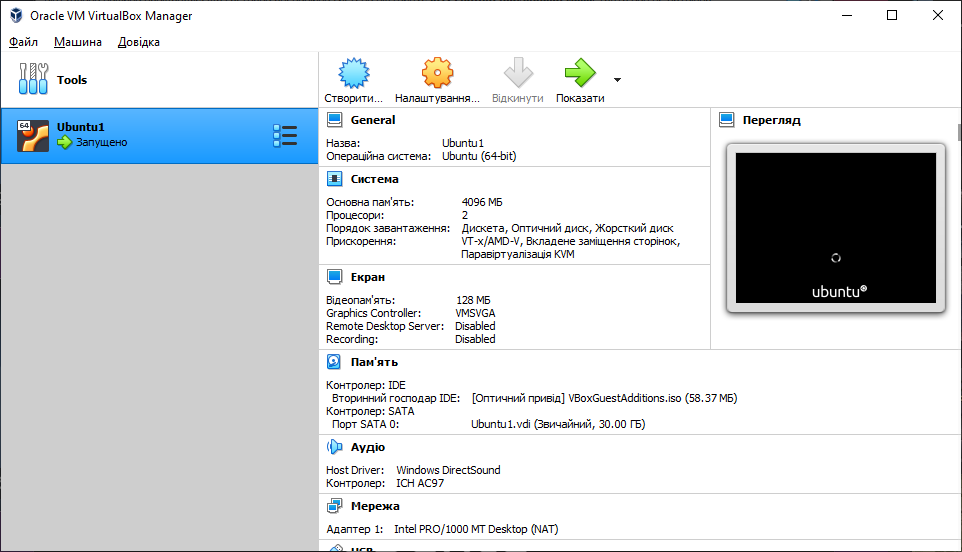 Oracle VM VirtualBox Manager
Файл Машина Довідка
Tools
Створити... Налаштування... Відкинути Показати
64
Ubuntu1
Запущено
General
Назва: Ubuntu1
Операційна система: Ubuntu (64-bit)
Система
Основна пам'ять: 4096 МБ
Процесори: 2
Порядок завантаження: Дискета, Оптичний диск, Жорсткий диск
Прискорення: VT-x/AMD-V, Вкладене заміщення сторінок,
Паравіртуалізація KVM
Екран
Відеопам'ять: 128 МБ
Graphics Controller: VMSVGA
Remote Desktop Server: Disabled
Recording: Disabled
Перегляд
ubuntu®
Пам'ять
Контролер: IDE
Вторинний господар IDE: [Оптичний привід] VBoxGuestAdditions.iso (58.37 МБ)
Контролер: SATA
Порт SATA 0: Ubuntu1.vdi (Звичайний, 30.00 ГБ)
Аудіо
Host Driver: Windows DirectSound
Контролер: ICH AC97
Мережа
Адаптер 1: Intel PRO/1000 MT Desktop (NAT)
USB